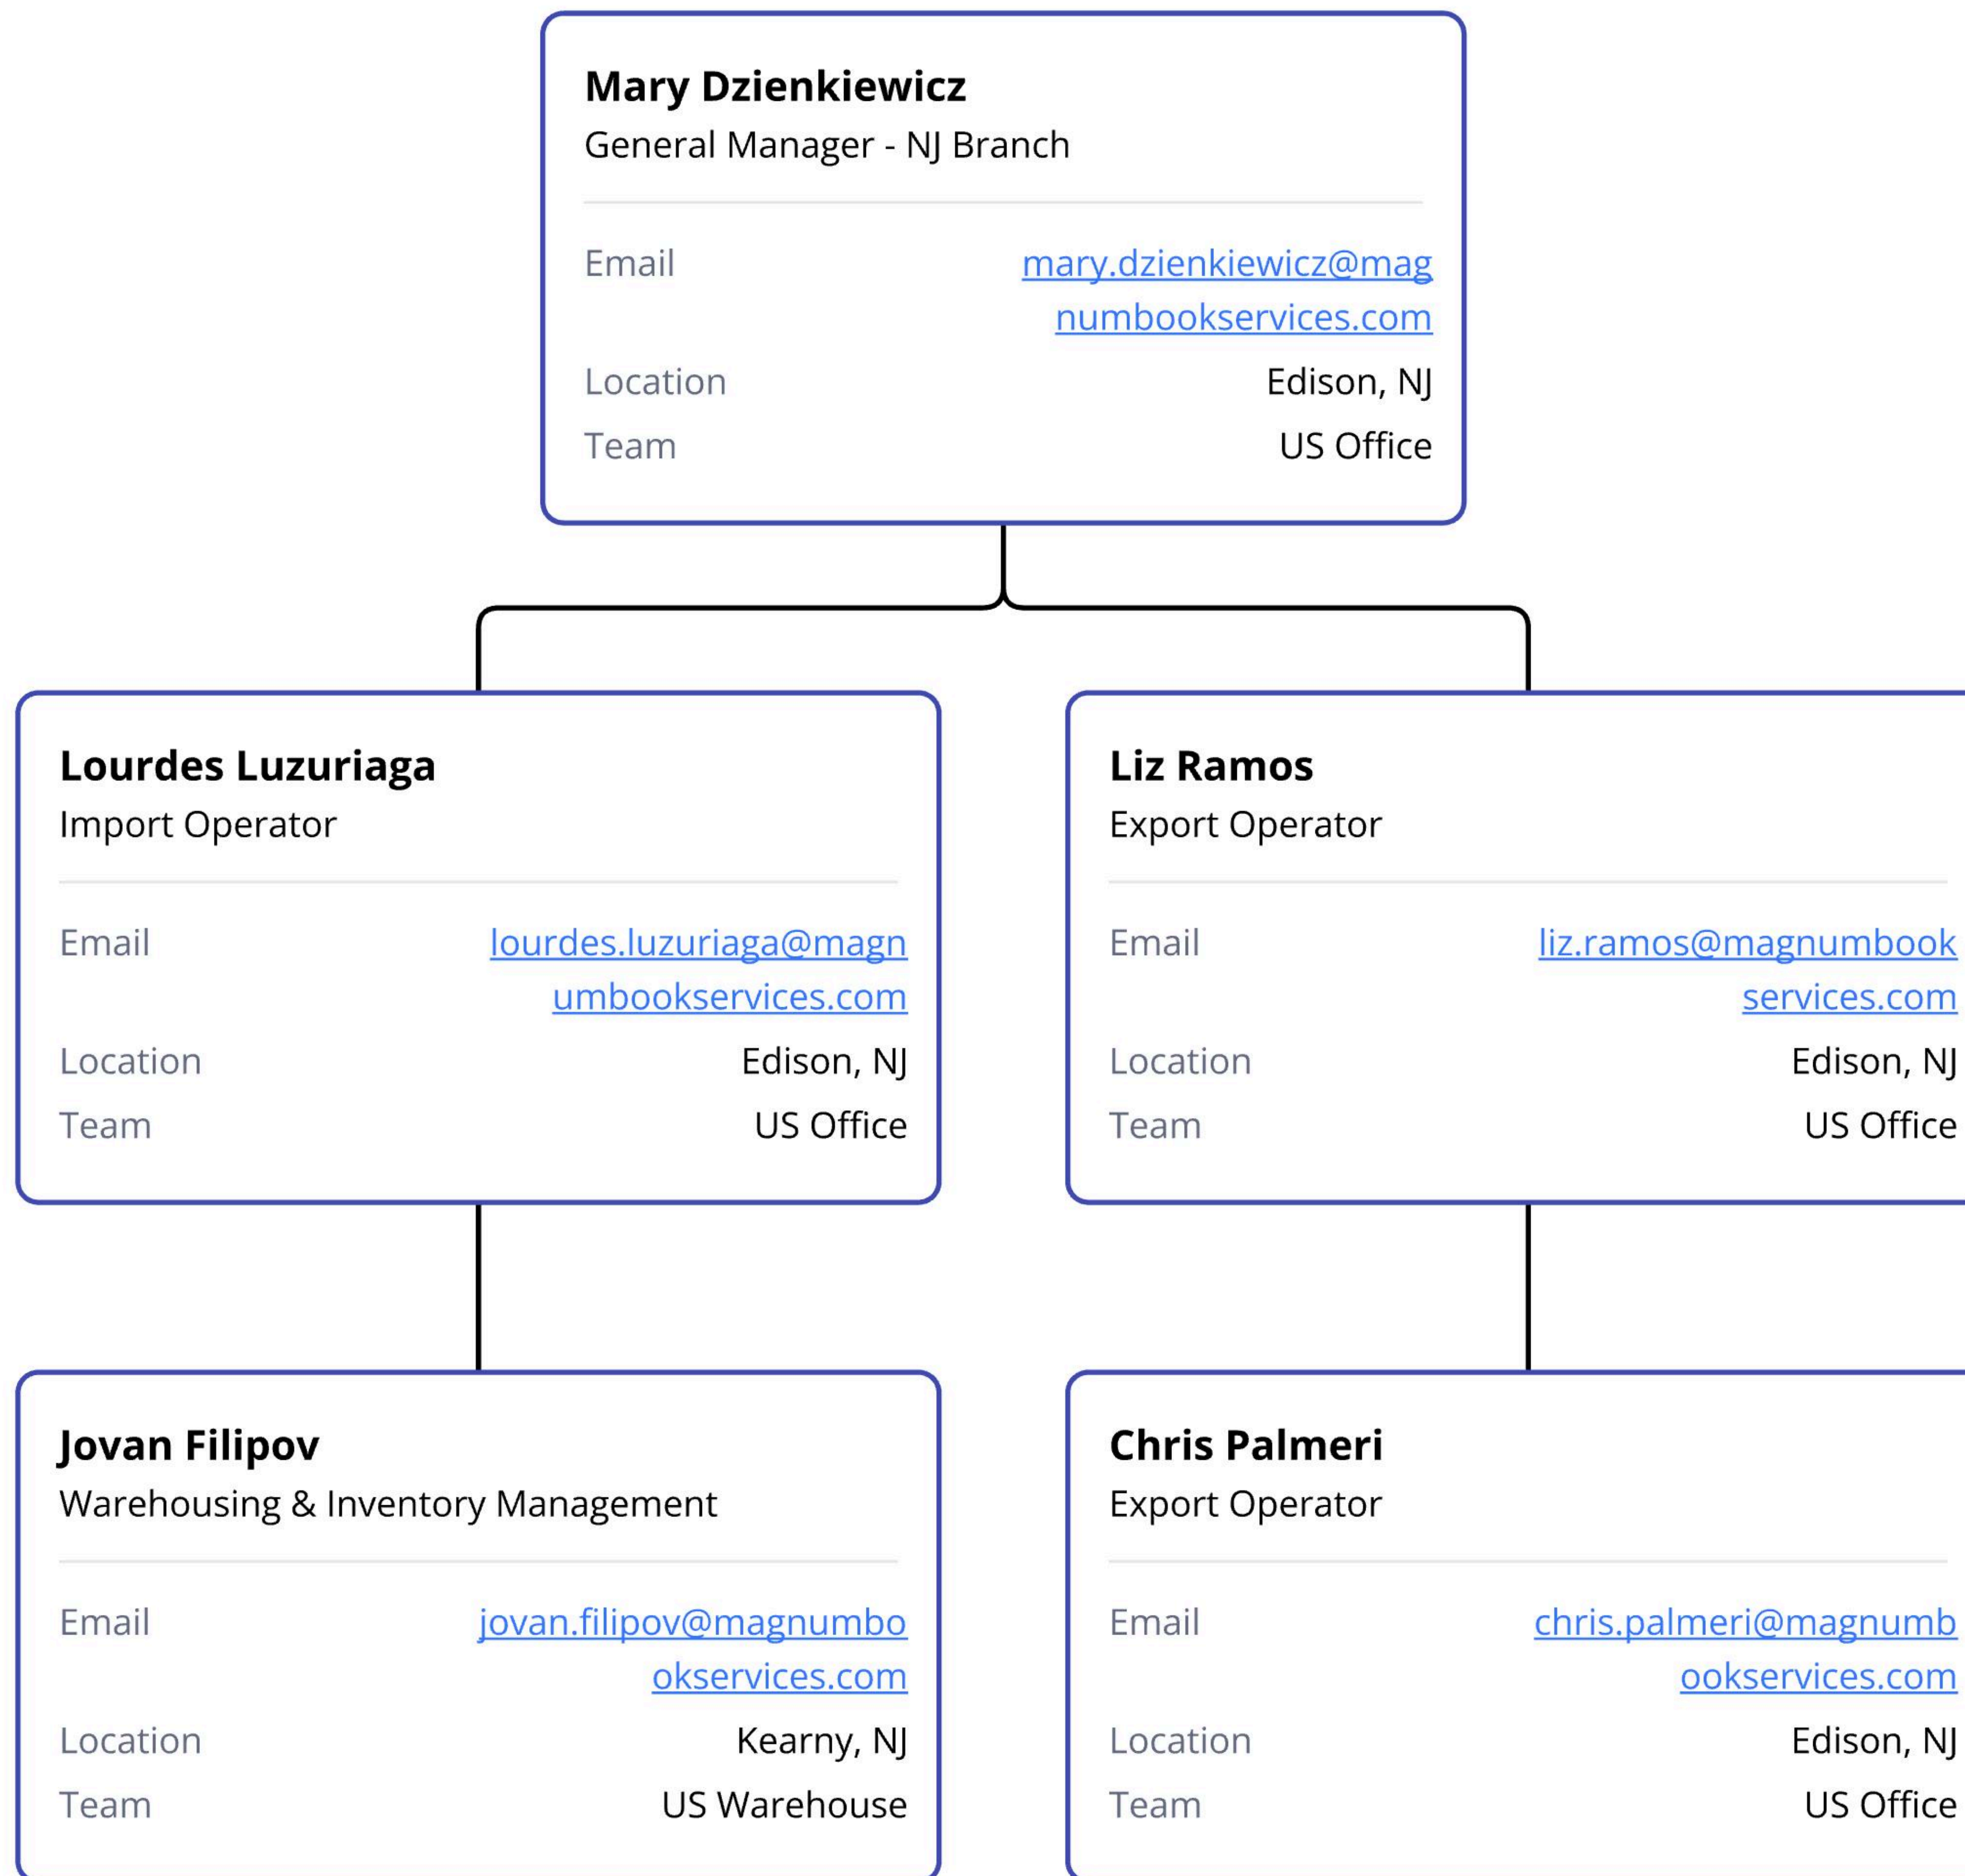 Mary Dzienkiewicz
General Manager - NJ Branch
Email mary.dzienkiewicz@mag
numbookservices.com
Location Edison, NJ
Team US Office
Lourdes Luzuriaga
Import Operator
Email lourdes.luzuriaga@magn
umbookservices.com
Location Edison, NJ
Team US Office
Liz Ramos
Export Operator
Email liz.ramos@magnumbook
services.com
Location Edison, NJ
Team US Office
Jovan Filipov
Warehousing & Inventory Management
Email jovan.filipov@magnumbo
okservices.com
Location Kearny, NJ
Team US Warehouse
Chris Palmeri
Export Operator
Email chris.palmeri@magnumb
ookservices.com
Location Edison, NJ
Team US Office